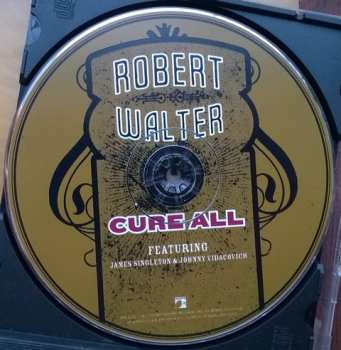 ROBERT
WALTER
CURE ALL
FEATURING
JAMES SINGLETON & JOHNNY VIDACOVICH